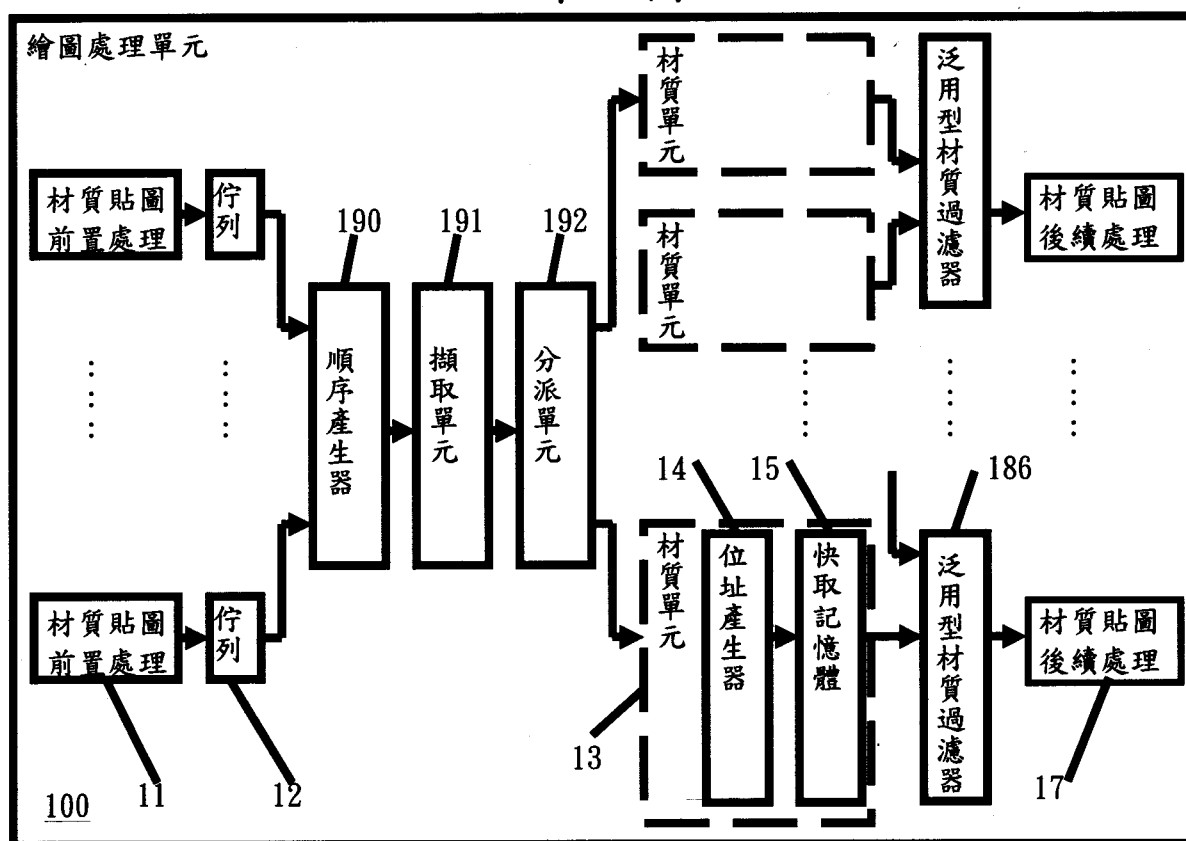 繪圖處理單元
材質貼圖
前置處理
佇列
190
順序產生器
191
擷取單元
192
分派單元
材質單元
材質單元
泛用型材質過濾器
材質貼圖
後續處理
材質貼圖
前置處理
11
佇列
12
材質單元
13
14
位址產生器
15
快取記憶體
186
泛用型材質過濾器
材質貼圖
後續處理
17
100